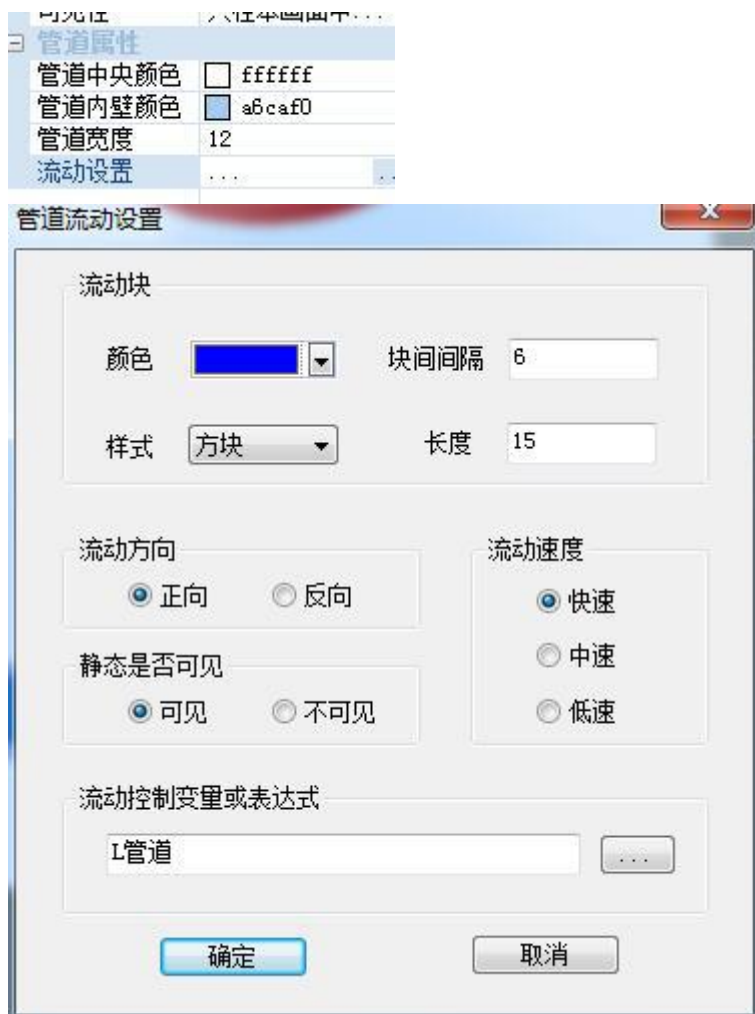 管道属性
管道中央颜色 ffffff
管道内壁颜色 a6caf0
管道宽度 12
流动设置 ...
管道流动设置
流动块
颜色 块间间隔 6
样式 方块 长度 15
流动方向 流动速度
正向 反向 快速
静态是否可见 中速
可见 不可见 低速
流动控制变量或表达式
L管道 ...
确定 取消